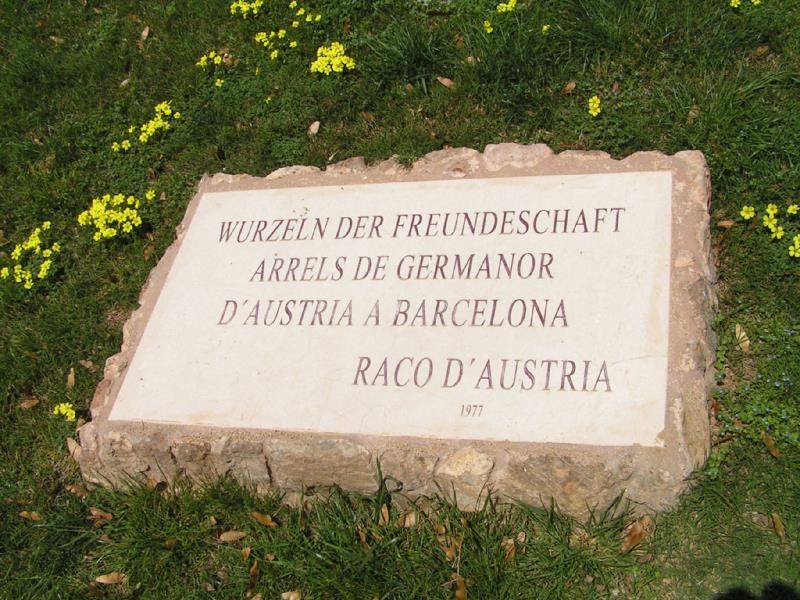 WURZELN DER FREUNDESCHAFT
ARRELS DE GERMANOR
D´AUSTRIA A BARCELONA
RACO D´AUSTRIA
1977